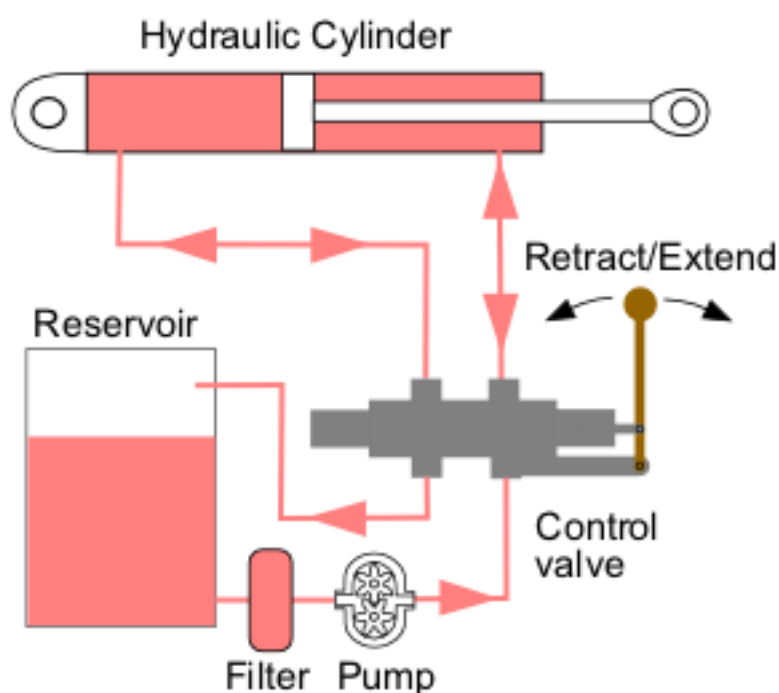 Hydraulic Cylinder
Retract/Extend
Reservoir
Control
valve
Filter
Pump